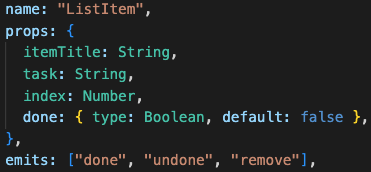 name: "ListItem",
props: {
  itemTitle: String,
  task: String,
  index: Number,
  done: { type: Boolean, default: false },
},
emits: ["done", "undone", "remove"],